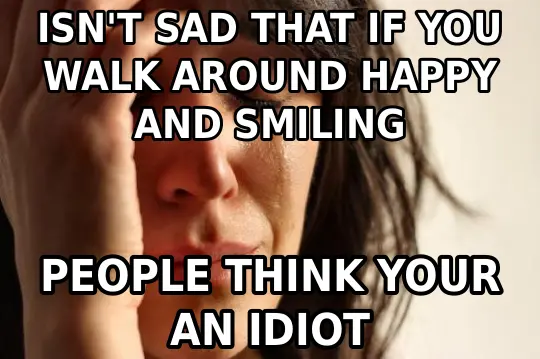 ISN'T SAD THAT IF YOU
WALK AROUND HAPPY
AND SMILING
PEOPLE THINK YOUR
AN IDIOT